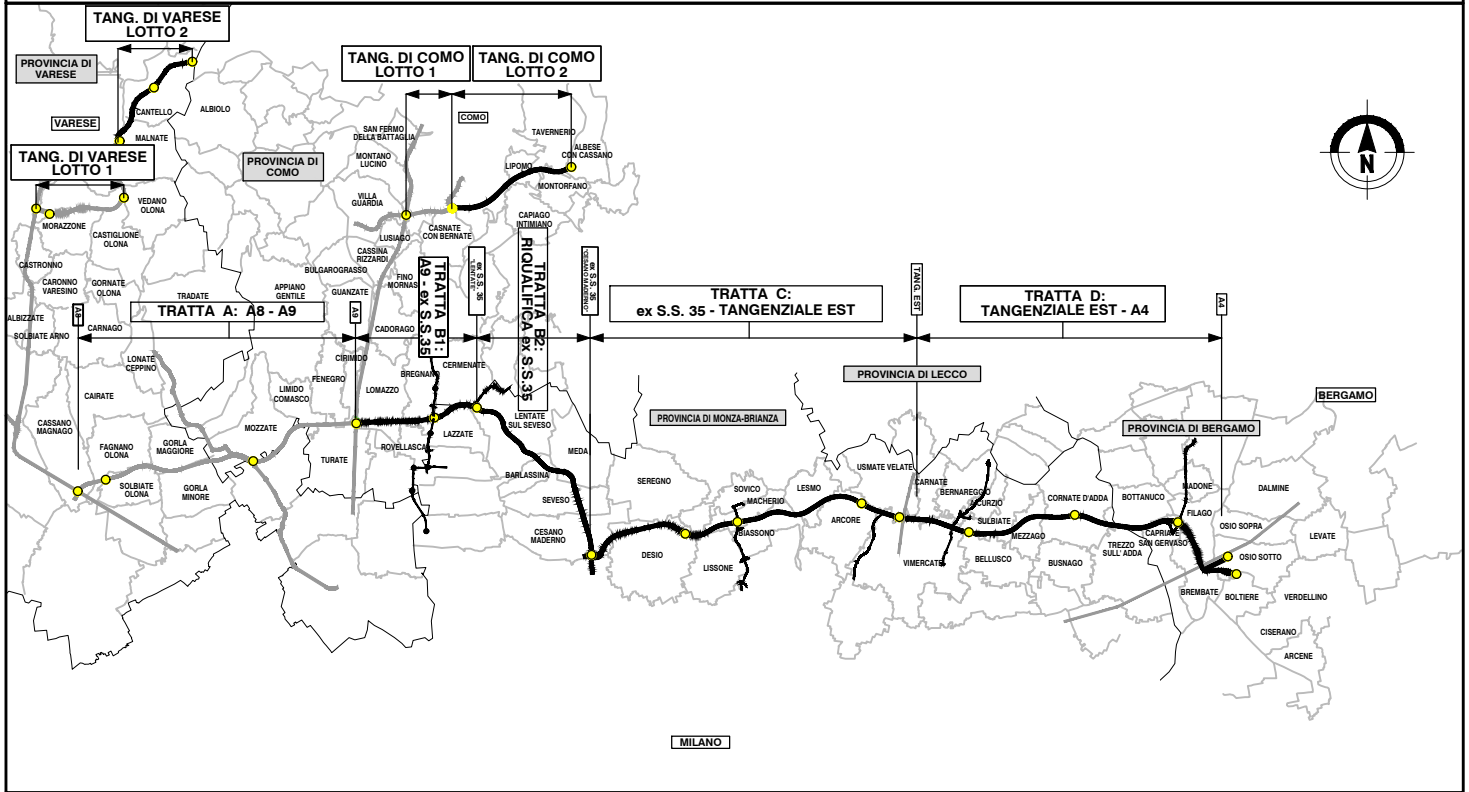 TANG. DI VARESE
LOTTO 2
PROVINCIA DI
VARESE
TANG. DI COMO
LOTTO 1
TANG. DI COMO
LOTTO 2
CANTELLO
ALBIOLO
VARESE
MALNATE
COMO
SAN FERMO
DELLA BATTAGLIA
TAVERNERIO
ALBESE
CON CASSANO
TANG. DI VARESE
LOTTO 1
PROVINCIA DI
COMO
MONTANO
LUCINO
LIPOMO
MONTORFANO
N
VEDANO
OLONA
VILLA
GUARDIA
MORAZZONE
CASTIGLIONE
OLONA
LUSIAGO
CASNATE
CON BERNATE
CAPIAGO
INTIMIANO
CASTRONNO
CASSINA
RIZZARDI
BULGAROGRASSO
FINO
MORNAS
CARONNO
VARESINO
GORNATE
OLONA
TRADATE
APPIANO
GENTILE
GUANZATE
TRATTA B1:
A9 - ex S.S.35
ex S.S. 35
"LENTATE"
TRATTA B2:
RIQUALIFICA ex S.S.35
ex S.S. 35
"CESANO MADERNO"
TANG. EST
A4
A8
TRATTA A: A8 - A9
A9
TRATTA C:
ex S.S. 35 - TANGENZIALE EST
TRATTA D:
TANGENZIALE EST - A4
ALBIZZATE
SOLBIATE ARNO
CARNAGO
CADORAGO
LONATE
CEPPINO
CIRIMIDO
FENEGRO
BREGNANO
CERMENATE
PROVINCIA DI LECCO
CAIRATE
LIMIDO
COMASCO
LOMAZZO
BERGAMO
CASSANO
MAGNAGO
MOZZATE
LENTATE
SUL SEVESO
PROVINCIA DI MONZA-BRIANZA
PROVINCIA DI BERGAMO
FAGNANO
OLONA
GORLA
MAGGIORE
LAZZATE
ROVELLASCA
TURATE
MEDA
SOLBIATE
OLONA
GORLA
MINORE
BARLASSINA
SEVESO
SEREGNO
SOVICO
MACHERIO
LESMO
USMATE VELATE
CARNATE
BERNAREGGIO
AICURZIO
SULBIATE
CORNATE D'ADDA
BOTTANUCO
MADONE
DALMINE
FILAGO
OSIO SOPRA
CESANO
MADERNO
DESIO
BIASSONO
ARCORE
MEZZAGO
TREZZO
SULL' ADDA
CAPRIATE
SAN GERVASO
LEVATE
LISSONE
VIMERCATE
BELLUSCO
BUSNAGO
OSIO SOTTO
BREMBATE
BOLTIERE
VERDELLINO
CISERANO
ARCENE
MILANO